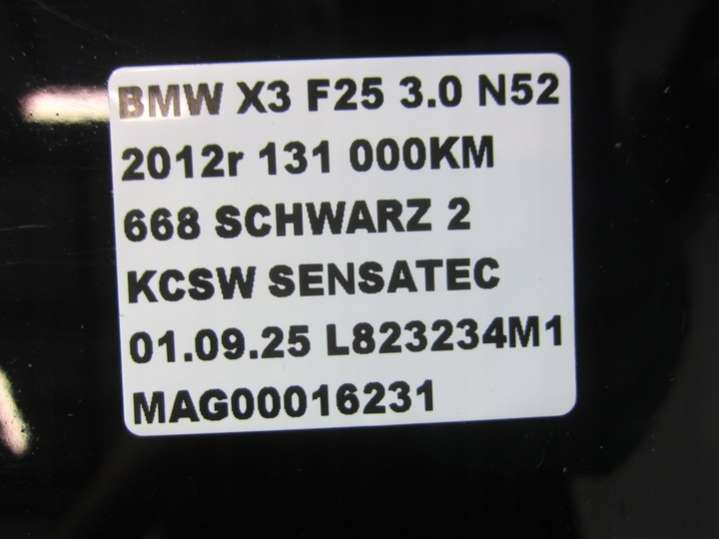 BMW X3 F25 3.0 N52
2012r 131 000KM
668 SCHWARZ 2
KCSW SENSATEC
01.09.25 L823234M1
MAG00016231